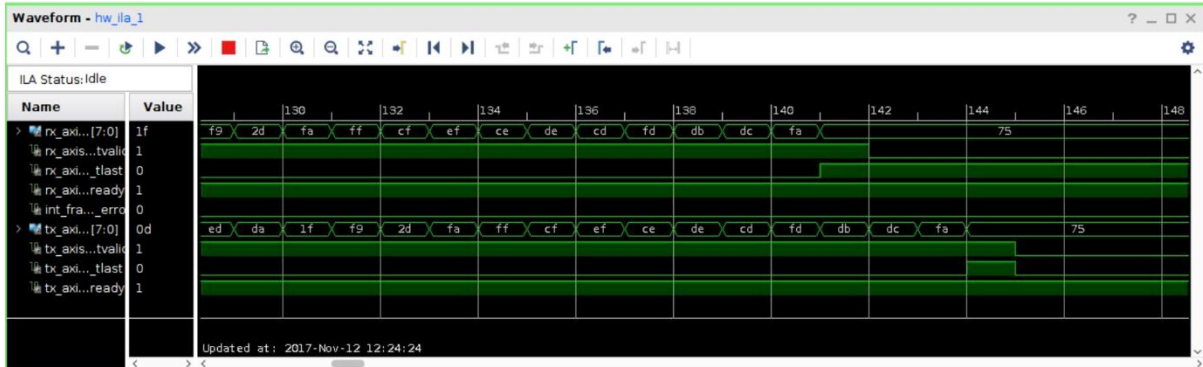 Waveform - hw_ila_1
ILA Status:Idle
Name Value
130 132 134 136 138 140 142 144 146 148
rx_axi...[7:0] 1f f9 2d fa ff cf ef ce de cd fd db dc fa 75
rx_axis...tvalid 1
rx_axi..._tlast 0
rx_axi...ready 1
int_fra..._erro 0
tx_axi...[7:0] 0d ed da 1f f9 2d fa ff cf ef ce de cd fd db dc fa 75
tx_axis...tvalid 1
tx_axi..._tlast 0
tx_axi...ready 1
Updated at: 2017-Nov-12 12:24:24